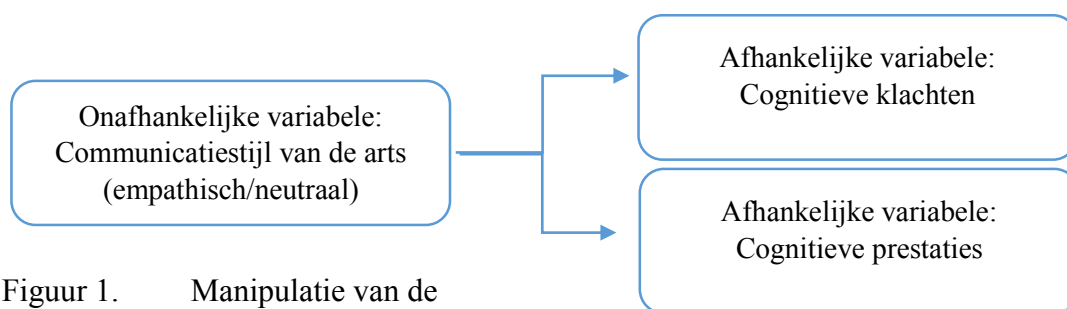 Onafhankelijke variabele:
Communicatiestijl van de arts
(empathisch/neutraal)
Afhankelijke variabele:
Cognitieve klachten
Afhankelijke variabele:
Cognitieve prestaties
Figuur 1. Manipulatie van de